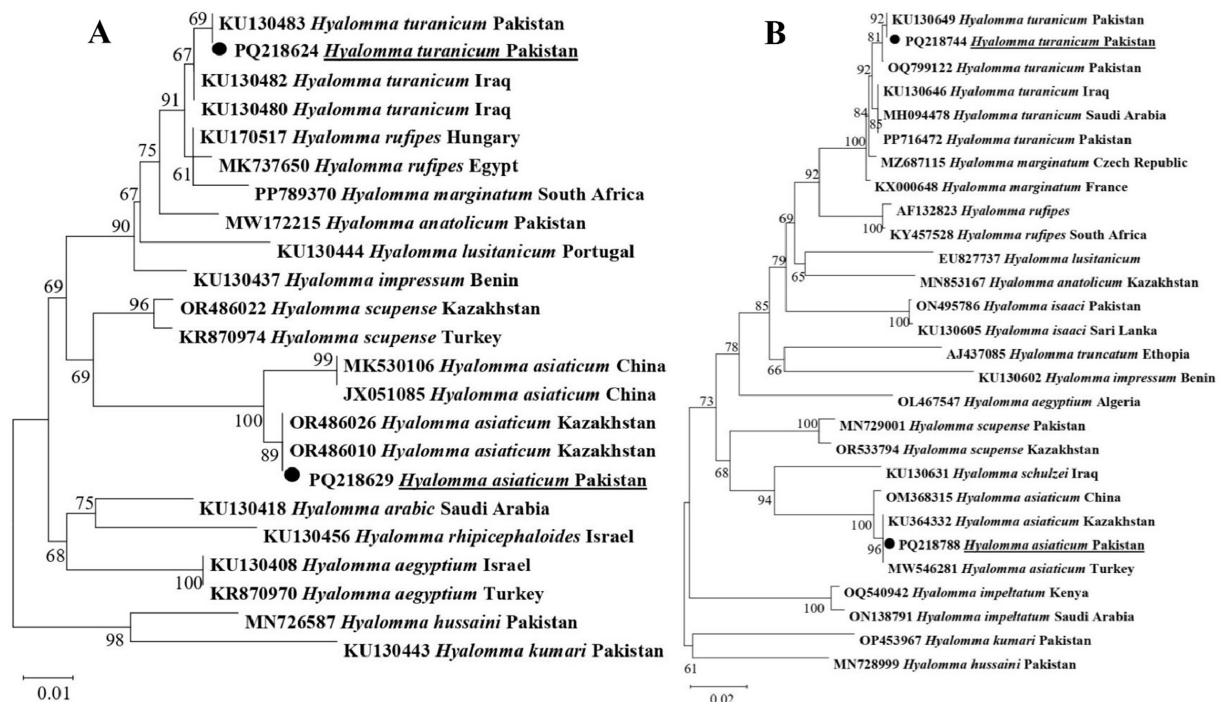 A
69
KU130483 Hyalomma turanicum Pakistan
PQ218624 Hyalomma turanicum Pakistan
67
KU130482 Hyalomma turanicum Iraq
91
KU130480 Hyalomma turanicum Iraq
KU170517 Hyalomma rufipes Hungary
75
MK737650 Hyalomma rufipes Egypt
61
PP789370 Hyalomma marginatum South Africa
67
MW172215 Hyalomma anatolicum Pakistan
90
KU130444 Hyalomma lusitanicum Portugal
KU130437 Hyalomma impressum Benin
69
96
OR486022 Hyalomma scupense Kazakhstan
KR870974 Hyalomma scupense Turkey
69
99
MK530106 Hyalomma asiaticum China
JX051085 Hyalomma asiaticum China
100
OR486026 Hyalomma asiaticum Kazakhstan
89
OR486010 Hyalomma asiaticum Kazakhstan
PQ218629 Hyalomma asiaticum Pakistan
75
KU130418 Hyalomma arabic Saudi Arabia
KU130456 Hyalomma rhipicephaloides Israel
68
KU130408 Hyalomma aegyptium Israel
100
KR870970 Hyalomma aegyptium Turkey
MN726587 Hyalomma hussaini Pakistan
98
KU130443 Hyalomma kumari Pakistan
0.01
B
92
KU130649 Hyalomma turanicum Pakistan
81
PQ218744 Hyalomma turanicum Pakistan
OQ799122 Hyalomma turanicum Pakistan
92
KU130646 Hyalomma turanicum Iraq
84
MH094478 Hyalomma turanicum Saudi Arabia
85
PP716472 Hyalomma turanicum Pakistan
100
MZ687115 Hyalomma marginatum Czech Republic
92
KX000648 Hyalomma marginatum France
AF132823 Hyalomma rufipes
69
100
KY457528 Hyalomma rufipes South Africa
EU827737 Hyalomma lusitanicum
79
65
MN853167 Hyalomma anatolicum Kazakhstan
85
ON495786 Hyalomma isaaci Pakistan
100
KU130605 Hyalomma isaaci Sari Lanka
78
AJ437085 Hyalomma truncatum Ethopia
66
KU130602 Hyalomma impressum Benin
73
OL467547 Hyalomma aegyptium Algeria
100
MN729001 Hyalomma scupense Pakistan
OR533794 Hyalomma scupense Kazakhstan
68
KU130631 Hyalomma schulzei Iraq
94
OM368315 Hyalomma asiaticum China
100
KU364332 Hyalomma asiaticum Kazakhstan
96
PQ218788 Hyalomma asiaticum Pakistan
MW546281 Hyalomma asiaticum Turkey
OQ540942 Hyalomma impeltatum Kenya
100
ON138791 Hyalomma impeltatum Saudi Arabia
OP453967 Hyalomma kumari Pakistan
61
MN728999 Hyalomma hussaini Pakistan
0.02